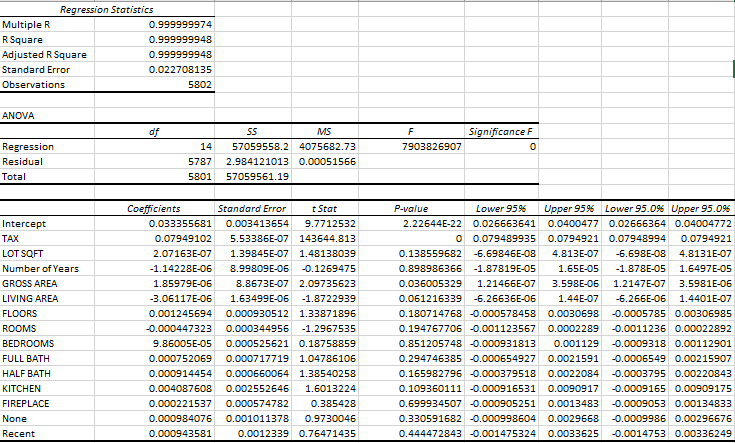 Regression Statistics
Multiple R 0.999999974
R Square 0.999999948
Adjusted R Square 0.999999948
Standard Error 0.022708135
Observations 5802
ANOVA
df SS MS F Significance F
Regression 14 57059558.2 4075682.73 7903826907 0
Residual 5787 2.984121013 0.00051566
Total 5801 57059561.19
Coefficients Standard Error t Stat P-value Lower 95% Upper 95% Lower 95.0% Upper 95.0%
Intercept 0.033355681 0.003413654 9.7712532 2.22644E-22 0.026663641 0.0400477 0.02666364 0.04004772
TAX 0.07949102 5.53386E-07 143644.813 0 0.079489935 0.0794921 0.07948994 0.0794921
LOT SQFT 2.07163E-07 1.39845E-07 1.48138039 0.138559682 -6.69846E-08 4.813E-07 -6.698E-08 4.8131E-07
Number of Years -1.14228E-06 8.99809E-06 -0.1269475 0.898986366 -1.87819E-05 1.65E-05 -1.878E-05 1.6497E-05
GROSS AREA 1.85979E-06 8.8673E-07 2.09735623 0.036005329 1.21466E-07 3.598E-06 1.2147E-07 3.5981E-06
LIVING AREA -3.06117E-06 1.63499E-06 -1.8722939 0.061216339 -6.26636E-06 1.44E-07 -6.266E-06 1.4401E-07
FLOORS 0.001245694 0.000930512 1.33871896 0.180714768 -0.000578458 0.0030698 -0.0005785 0.00306985
ROOMS -0.000447323 0.000344956 -1.2967535 0.194767706 -0.001123567 0.0002289 -0.0011236 0.00022892
BEDROOMS 9.86005E-05 0.000525621 0.18758859 0.851205748 -0.000931813 0.001129 -0.0009318 0.00112901
FULL BATH 0.000752069 0.000717719 1.04786106 0.294746385 -0.000654927 0.0021591 -0.0006549 0.00215907
HALF BATH 0.000914454 0.000660064 1.38540258 0.165982796 -0.000379518 0.0022084 -0.0003795 0.00220843
KITCHEN 0.004087608 0.002552646 1.6013224 0.109360111 -0.000916531 0.0090917 -0.0009165 0.00909175
FIREPLACE 0.000221537 0.000574782 0.385428 0.699934507 -0.000905251 0.0013483 -0.0009053 0.00134833
None 0.000984076 0.001011378 0.9730046 0.330591682 -0.000998604 0.0029668 -0.0009986 0.00296676
Recent 0.000943581 0.0012339 0.76471435 0.444472843 -0.001475324 0.0033625 -0.0014753 0.00336249